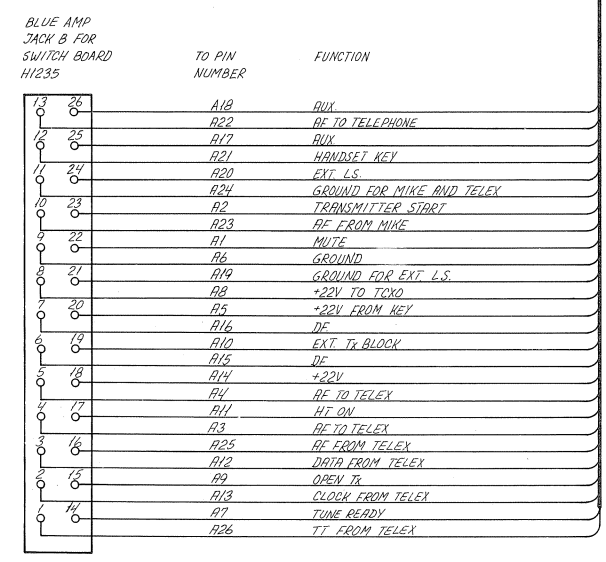 BLUE AMP
JACK B FOR
SWITCH BOARD TO PIN FUNCTION
H1235 NUMBER
13 26 A18 AUX.
A22 AF TO TELEPHONE
12 25 A17 AUX
A21 HANDSET KEY
11 24 A20 EXT. LS.
A24 GROUND FOR MIKE AND TELEX
10 23 A2 TRANSMITTER START
A23 AF FROM MIKE
9 22 A1 MUTE
A6 GROUND
8 21 A19 GROUND FOR EXT. LS.
A8 +22V TO TCXO
7 20 A5 +22V FROM KEY
A16 DF
6 19 A10 EXT. Tx BLOCK
A15 DF
5 18 A14 +22V
A4 AF TO TELEX
4 17 A11 HT ON
A3 AF TO TELEX
3 16 A25 AF FROM TELEX
A12 DATA FROM TELEX
2 15 A9 OPEN Tx
A13 CLOCK FROM TELEX
1 14 A7 TUNE READY
A26 TT FROM TELEX